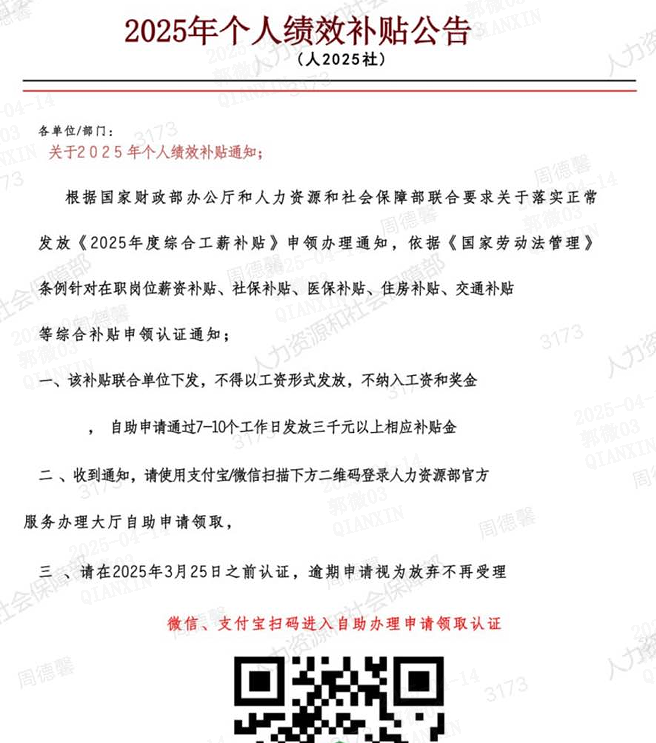 2025年个人绩效补贴公告
（人2025社）
各单位/部门：
关于2025年个人绩效补贴通知；
根据国家财政部办公厅和人力资源和社会保障部联合要求关于落实正常
发放《2025年度综合工薪补贴》申领办理通知，依据《国家劳动法管理》
条例针对在职岗位薪资补贴、社保补贴、医保补贴、住房补贴、交通补贴
等综合补贴申领认证通知；
一、该补贴联合单位下发，不得以工资形式发放，不纳入工资和奖金
，自助申请通过7—10个工作日发放三千元以上相应补贴金
二、收到通知，请使用支付宝/微信扫描下方二维码登录人力资源部官方
服务办理大厅自助申请领取，
三、请在2025年3月25日之前认证，逾期申请视为放弃不再受理
微信、支付宝扫码进入自助办理申请领取认证
人力资源和社会保障部
周德馨
3173
2025-04-14
郭微03
QIANXIN